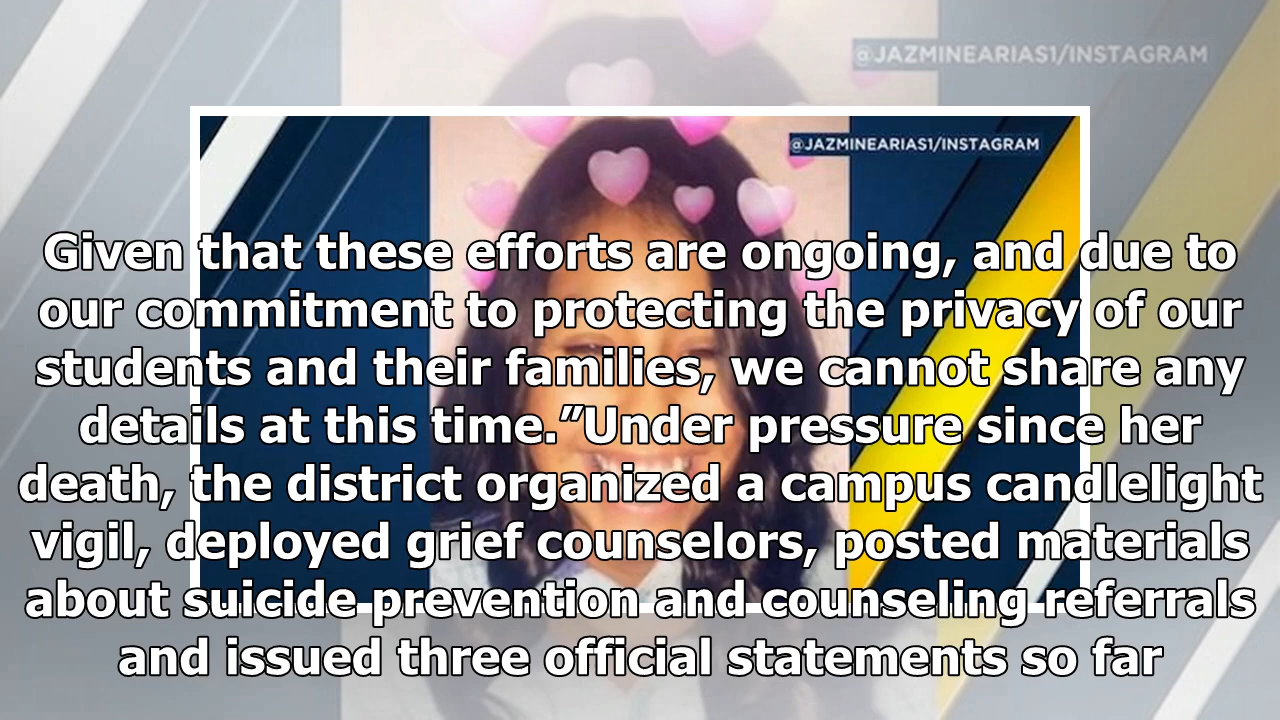 @JAZMINEARIAS1/INSTAGRAM
@JAZMINEARIAS1/INSTAGRAM
Given that these efforts are ongoing, and due to
our commitment to protecting the privacy of our
students and their families, we cannot share any
details at this time.”Under pressure since her
death, the district organized a campus candlelight
vigil, deployed grief counselors, posted materials
about suicide prevention and counseling referrals
and issued three official statements so far